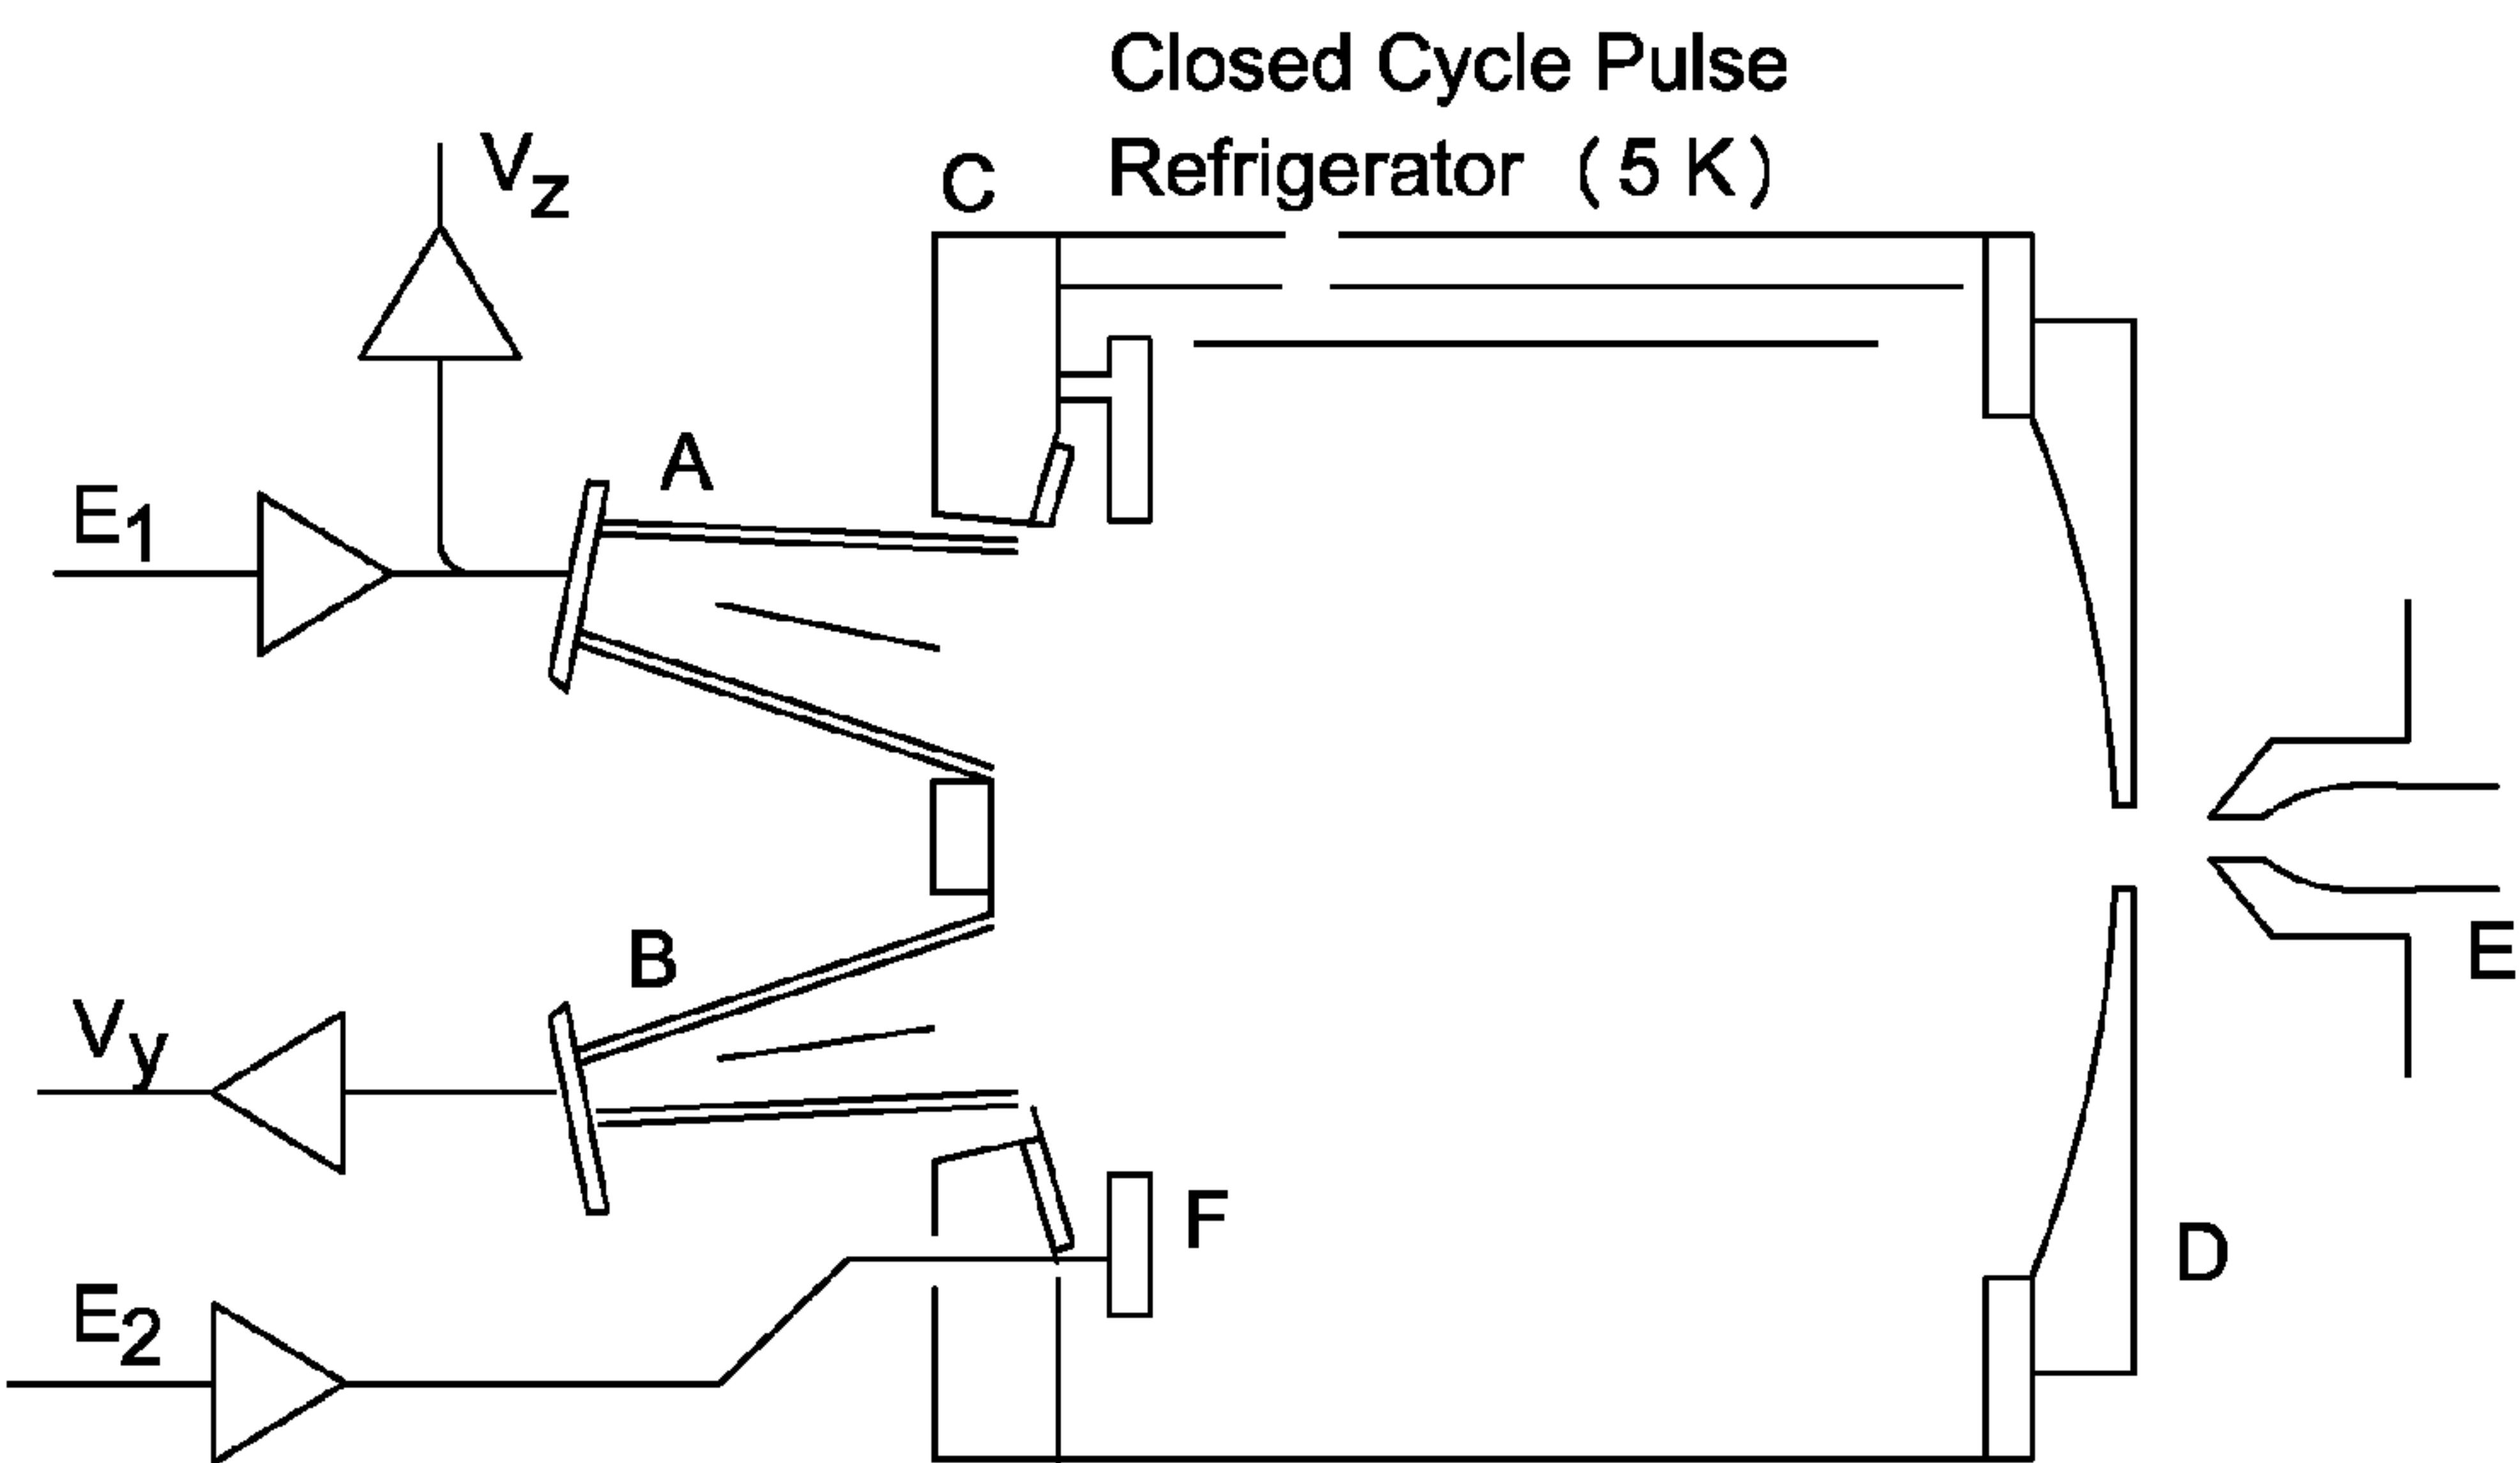 Closed Cycle Pulse
Refrigerator (5 K)
C
Vz
A
E1
B
E
Vy
F
D
E2